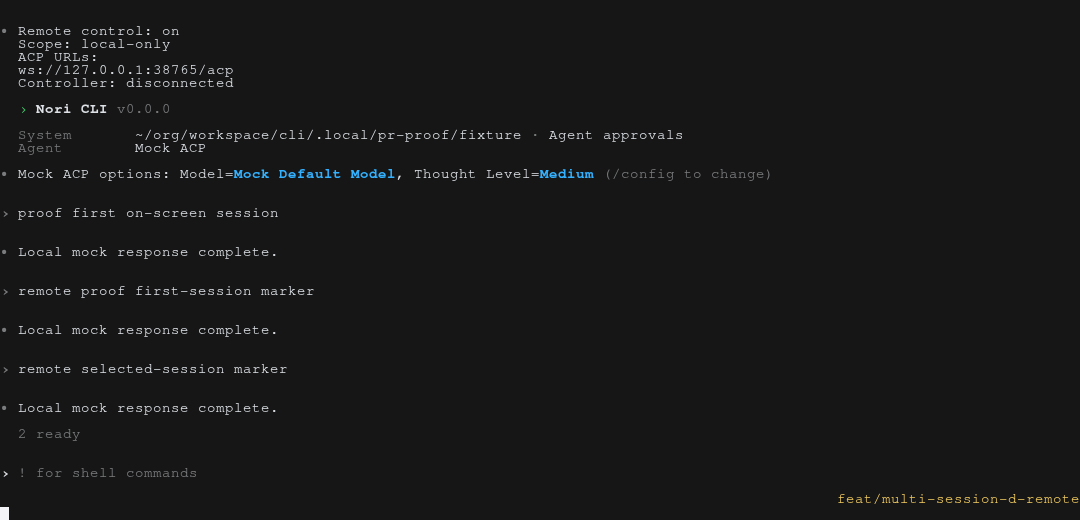 • Remote control: on
Scope: local-only
ACP URLs:
ws://127.0.0.1:38765/acp
Controller: disconnected
› Nori CLI v0.0.0
System ~/org/workspace/cli/.local/pr-proof/fixture · Agent approvals
Agent Mock ACP
• Mock ACP options: Model=Mock Default Model, Thought Level=Medium (/config to change)
› proof first on-screen session
• Local mock response complete.
› remote proof first-session marker
• Local mock response complete.
› remote selected-session marker
• Local mock response complete.
2 ready
› ! for shell commands
feat/multi-session-d-remote